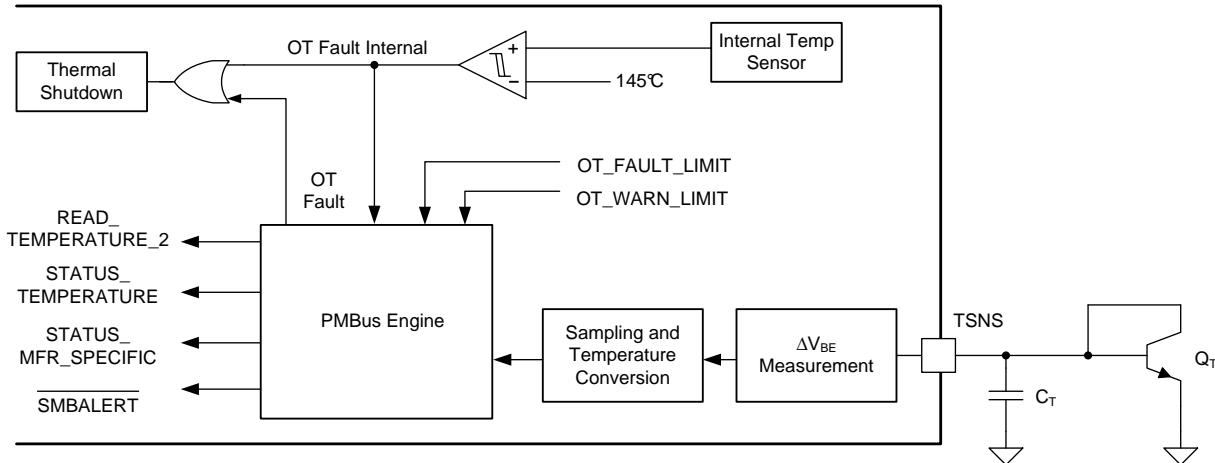 OT Fault Internal
Internal Temp
Sensor
Thermal
Shutdown
+
−
145℃
OT_FAULT_LIMIT
OT_WARN_LIMIT
OT
Fault
READ_
TEMPERATURE_2
STATUS_
TEMPERATURE
STATUS_
MFR_SPECIFIC
SMBALERT
PMBus Engine
Sampling and
Temperature
Conversion
ΔVBE
Measurement
TSNS
CT
QT